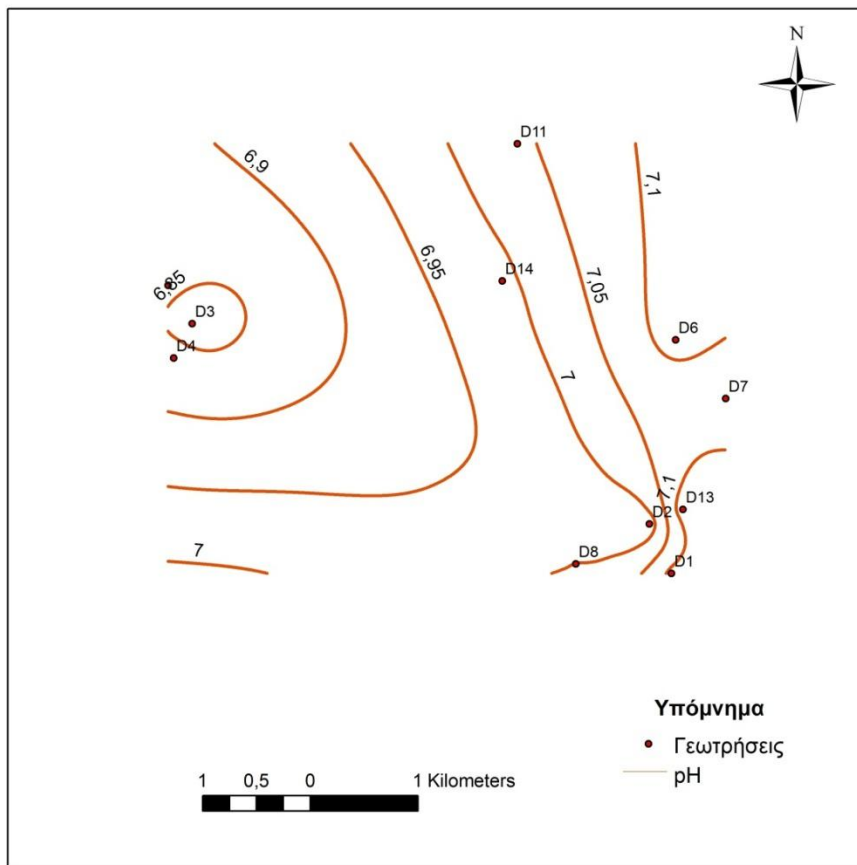 N
D11
6,9
7,1
6,95
D14
7,05
6,85
D3
D6
D4
7
D7
7,1
D13
D2
7
D8
D1
Υπόμνημα
Γεωτρήσεις
pH
1 0,5 0 1 Kilometers